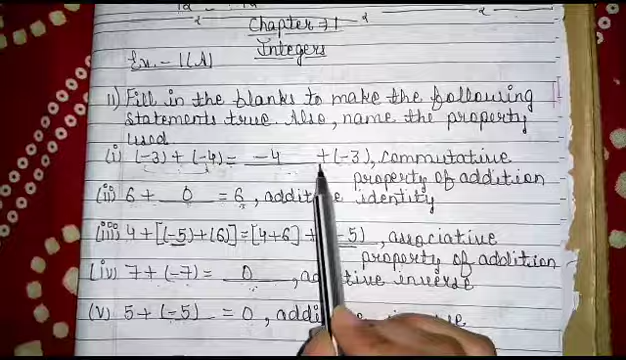 Chapter → 1
Integers
Ex. - 1(A)
11) Fill in the blanks to make the following
statements true. Also, name the property
used.
(i) (-3) + (-4) = -4 + (-3), commutative
property of addition
(ii) 6 + 0 = 6, additive identity
(iii) 4 + [(-5) + (6)] = [4+6] + -5), associative
property of addition
(iv) 7 + (-7) = 0, additive inverse
(v) 5 + (-5) = 0,